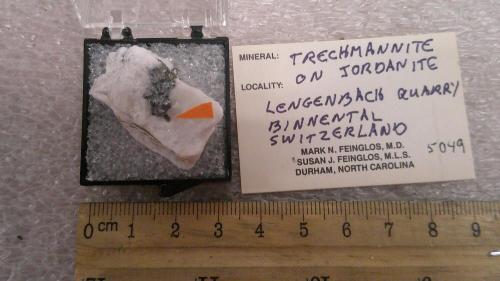 MINERAL: TRECHMANNITE
ON JORDANITE
LOCALITY:
LENGENBACH QUARRY
BINNENTAL
SWITZERLAND
MARK N. FEINGLOS, M.D.
SUSAN J. FEINGLOS, M.L.S.
DURHAM, NORTH CAROLINA
5049
0 cm 1 2 3 4 5 6 7 8 9